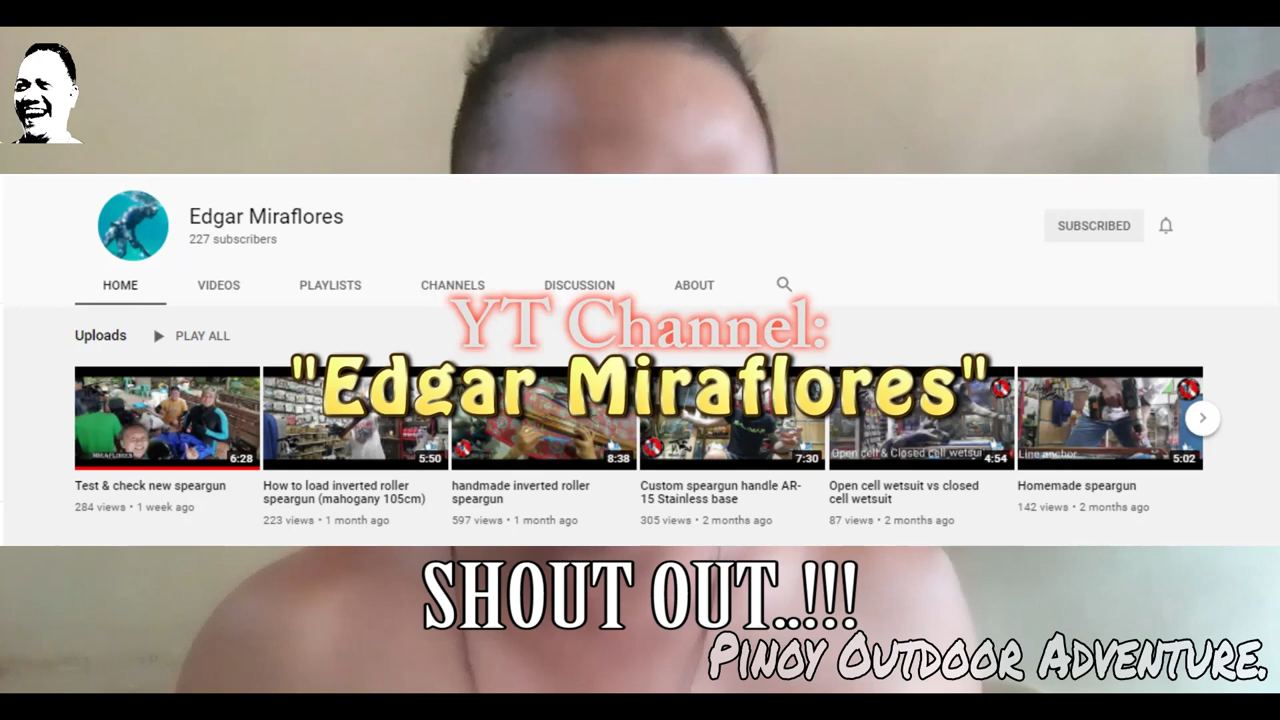 Edgar Miraflores
227 subscribers
SUBSCRIBED
HOME VIDEOS PLAYLISTS CHANNELS DISCUSSION ABOUT
YT Channel:
Uploads PLAY ALL
"Edgar Miraflores"
MIRAFLORES
Open cell & Closed cell wetsui
Line anchor
6:28 5:50 8:38 7:30 4:54 5:02
Test & check new speargun
284 views • 1 week ago
How to load inverted roller
speargun (mahogany 105cm)
223 views • 1 month ago
handmade inverted roller
speargun
597 views • 1 month ago
Custom speargun handle AR-
15 Stainless base
305 views • 2 months ago
Open cell wetsuit vs closed
cell wetsuit
87 views • 2 months ago
Homemade speargun
142 views • 2 months ago
SHOUT OUT..!!!
Pinoy Outdoor Adventure.